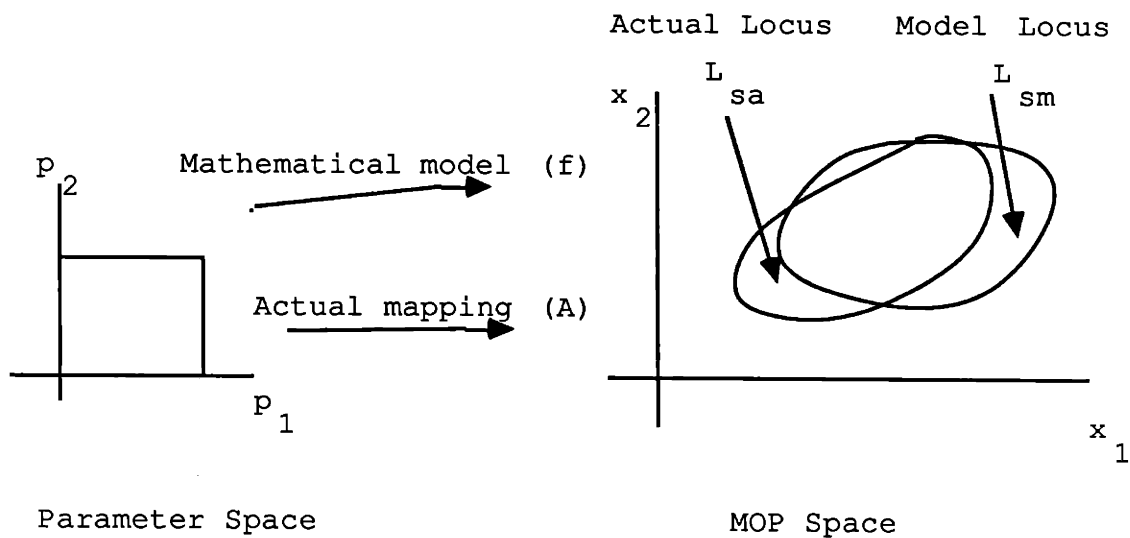 Actual Locus
Model Locus
L sa
L sm
x 2
p 2
Mathematical model (f)
Actual mapping (A)
p 1
x 1
Parameter Space
MOP Space